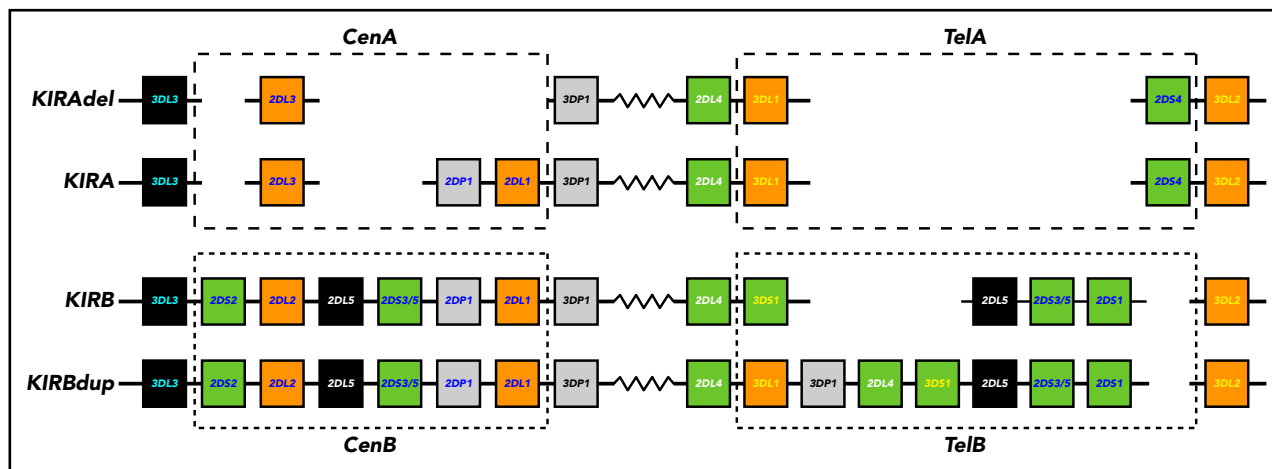 CenA TelA
KIRAdel 3DL3 2DL3 3DP1 2DL4 3DL1 2DS4 3DL2
KIRA 3DL3 2DL3 2DP1 2DL1 3DP1 2DL4 3DL1 2DS4 3DL2
KIRB 3DL3 2DS2 2DL2 2DL5 2DS3/5 2DP1 2DL1 3DP1 2DL4 3DS1 2DL5 2DS3/5 2DS1 3DL2
KIRBdup 3DL3 2DS2 2DL2 2DL5 2DS3/5 2DP1 2DL1 3DP1 2DL4 3DL1 3DP1 2DL4 3DS1 2DL5 2DS3/5 2DS1 3DL2
CenB TelB